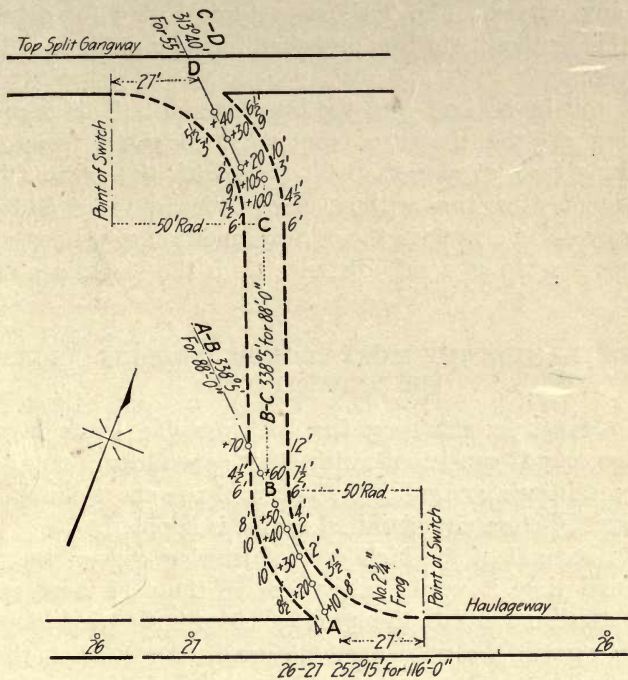 C-D
313°40'
For 55'
Top Split Gangway
D
27'
+40
6½'
9'
5½'
3'
+30
10'
2'
+20
3'
9'
+105
7½'
+100
4½'
6'
C
6'
Point of Switch
50' Rad.
A-B 338°5'
For 88'-0"
B-C 338°5' for 88'-0"
+70
12'
4½'
+60
7½'
6'
B
6'
50' Rad.
+50
4'
8'
+40
2'
10'
+30
2'
10'
3½'
+20
8'
8½'
+10
4'
A
No. 2¾" Frog
Point of Switch
Haulageway
27'
26
27
26
26-27 252°15' for 116'-0"